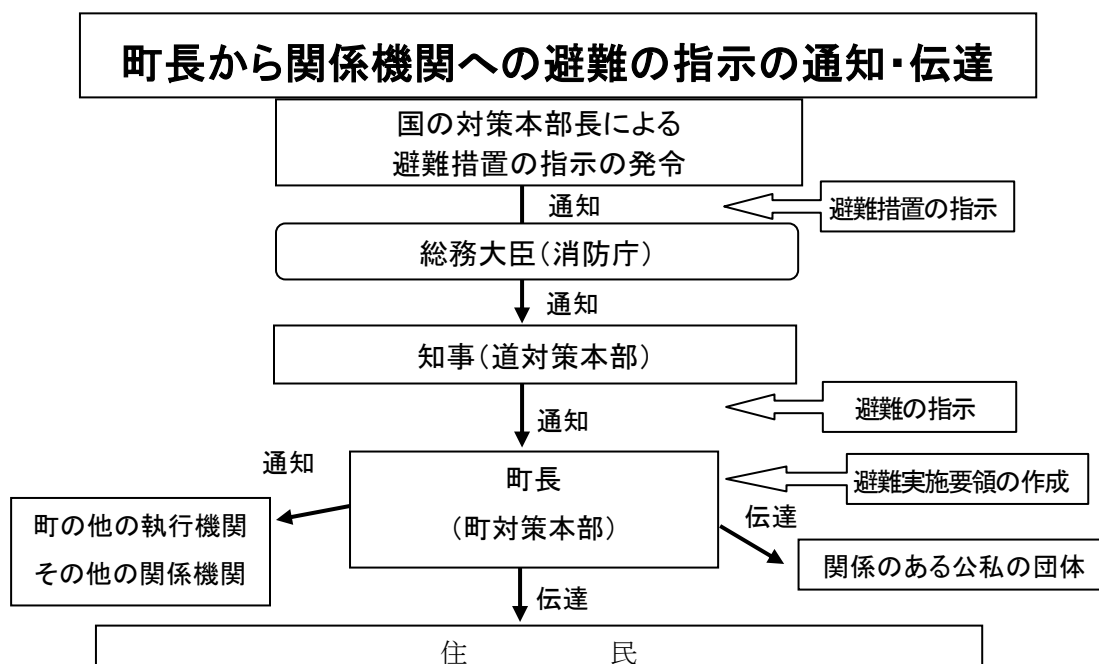 町長から関係機関への避難の指示の通知・伝達
国の対策本部長による
避難措置の指示の発令
通知
避難措置の指示
総務大臣(消防庁)
通知
知事(道対策本部)
通知
避難の指示
通知
町長
(町対策本部)
避難実施要領の作成
町の他の執行機関
その他の関係機関
伝達
関係のある公私の団体
伝達
住 民